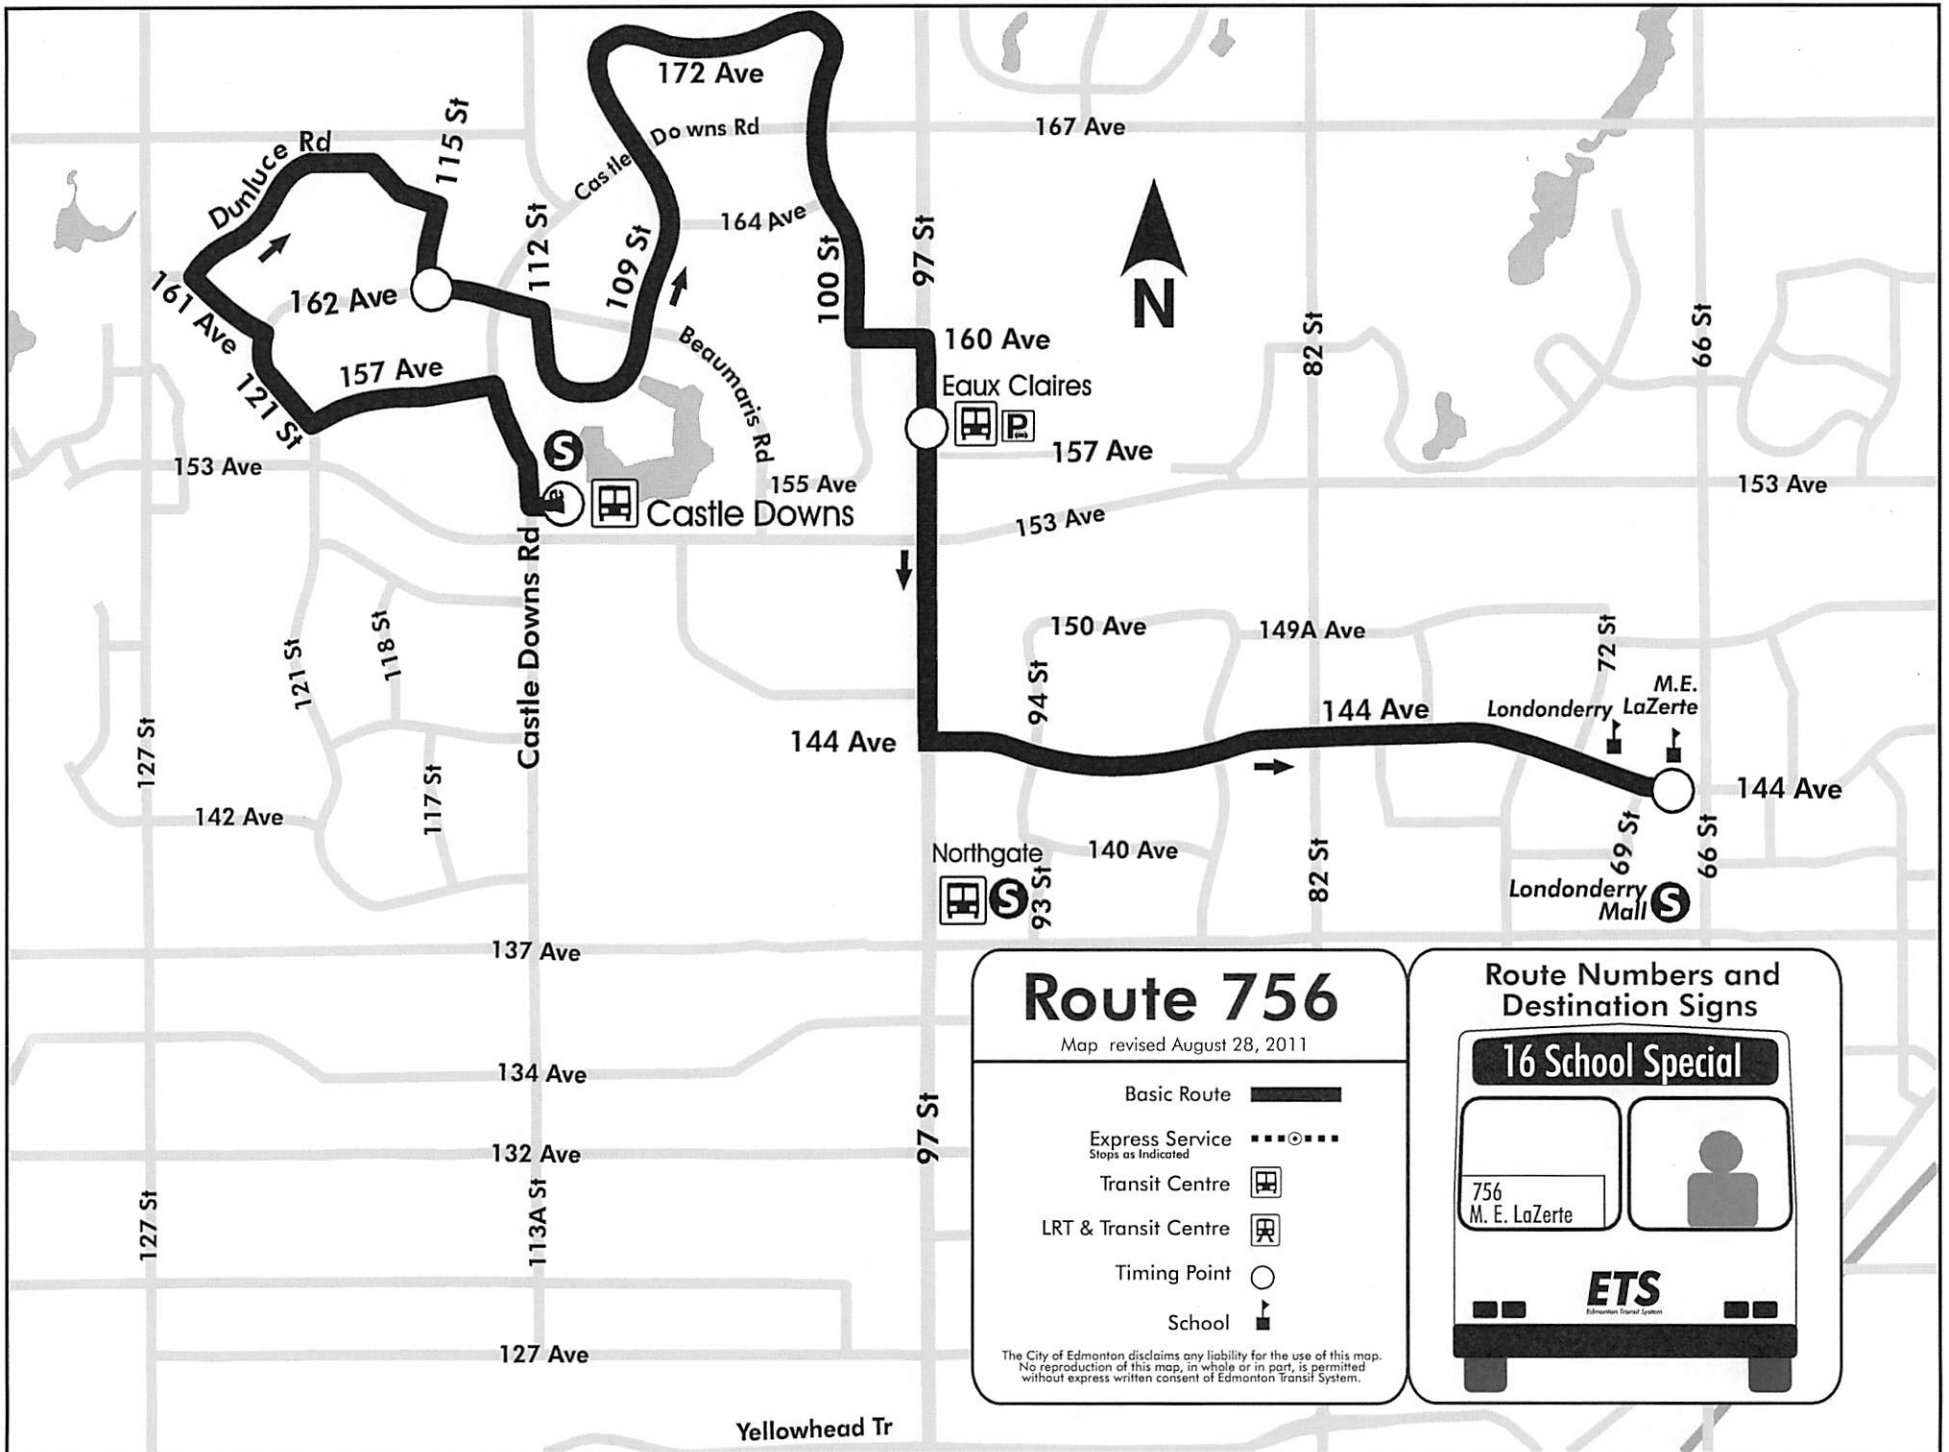 172 Ave
Castle Downs Rd
167 Ave
115 St
Dunluce Rd
164 Ave
112 St
109 St
100 St
97 St
161 Ave
162 Ave
Beaumaris Rd
N
160 Ave
82 St
66 St
157 Ave
121 St
Eaux Claires
P
157 Ave
S
153 Ave
155 Ave
153 Ave
Castle Downs
153 Ave
Castle Downs Rd
121 St
118 St
150 Ave
149A Ave
72 St
94 St
M.E.
LaZerte
Londonderry
144 Ave
144 Ave
127 St
117 St
144 Ave
142 Ave
69 St
66 St
Northgate
S
93 St
140 Ave
82 St
Londonderry
Mall
S
137 Ave
134 Ave
132 Ave
97 St
127 St
113A St
127 Ave
Yellowhead Tr
Route 756
Map revised August 28, 2011
Basic Route
Express Service
Stops as Indicated
Transit Centre
LRT & Transit Centre
Timing Point
School
The City of Edmonton disclaims any liability for the use of this map.
No reproduction of this map, in whole or in part, is permitted
without express written consent of Edmonton Transit System.
Route Numbers and
Destination Signs
16 School Special
756
M. E. LaZerte
ETS
Edmonton Transit System